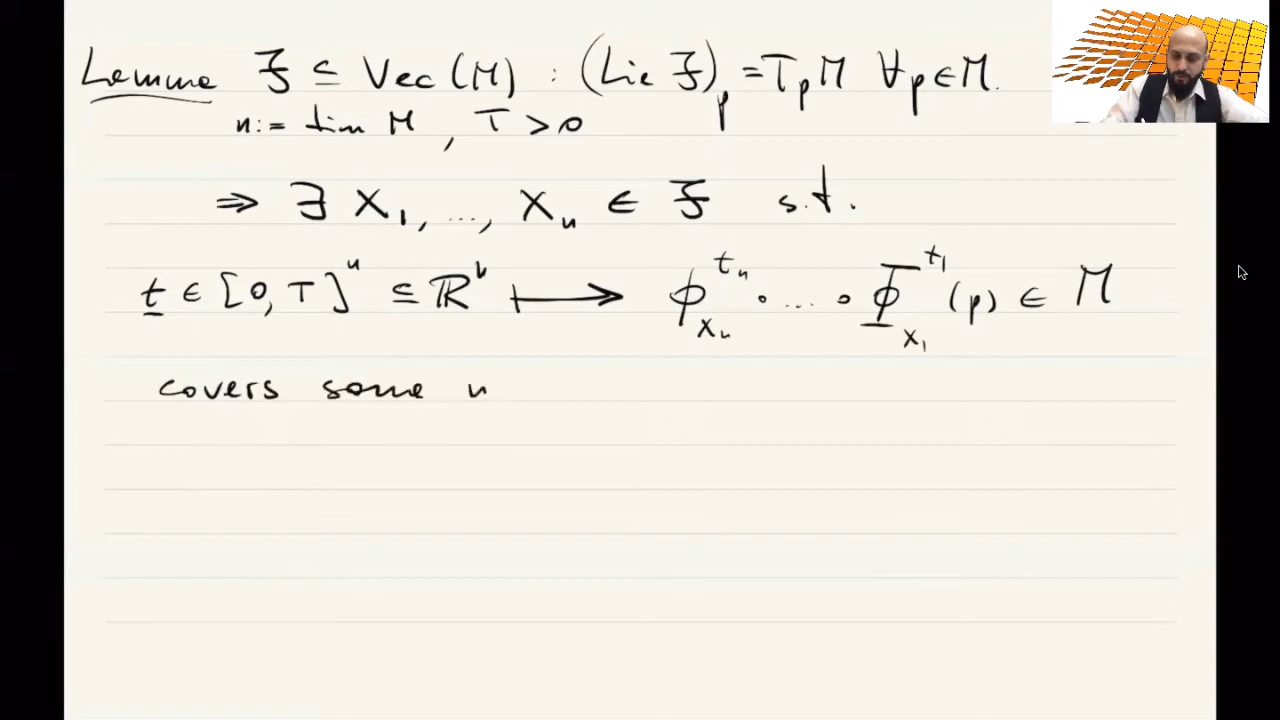 Lemma 𝔉 ⊆ Vec(M) : (Lie 𝔉)_p = T_pM ∀p∈M.
n := dim M, T > 0
⇒ ∃ X_1, ..., X_n ∈ 𝔉 s.t.
t ∈ [0,T]^n ⊆ ℝ^n ⟼ ϕ_{X_n}^{t_n} ∘ .... ∘ Φ_{X_1}^{t_1} (p) ∈ M
covers some n